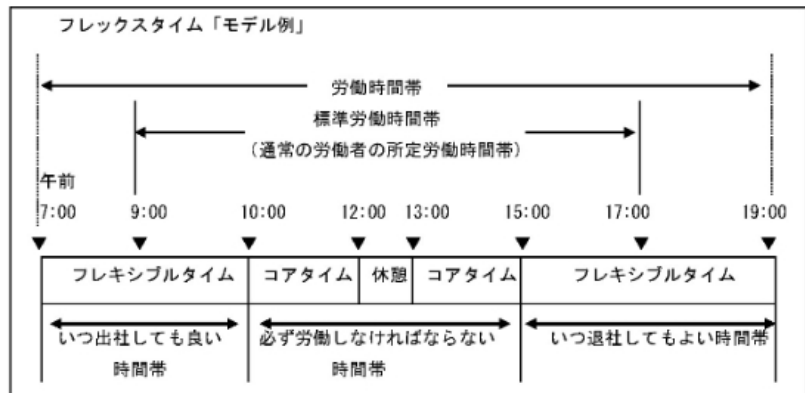 フレックスタイム「モデル例」
労働時間帯
標準労働時間帯
(通常の労働者の所定労働時間帯)
午前
7:00 9:00 10:00 12:00 13:00 15:00 17:00 19:00
フレキシブルタイム コアタイム 休憩 コアタイム フレキシブルタイム
いつ出社しても良い 必ず労働しなければならない いつ退社してもよい時間帯
時間帯 時間帯